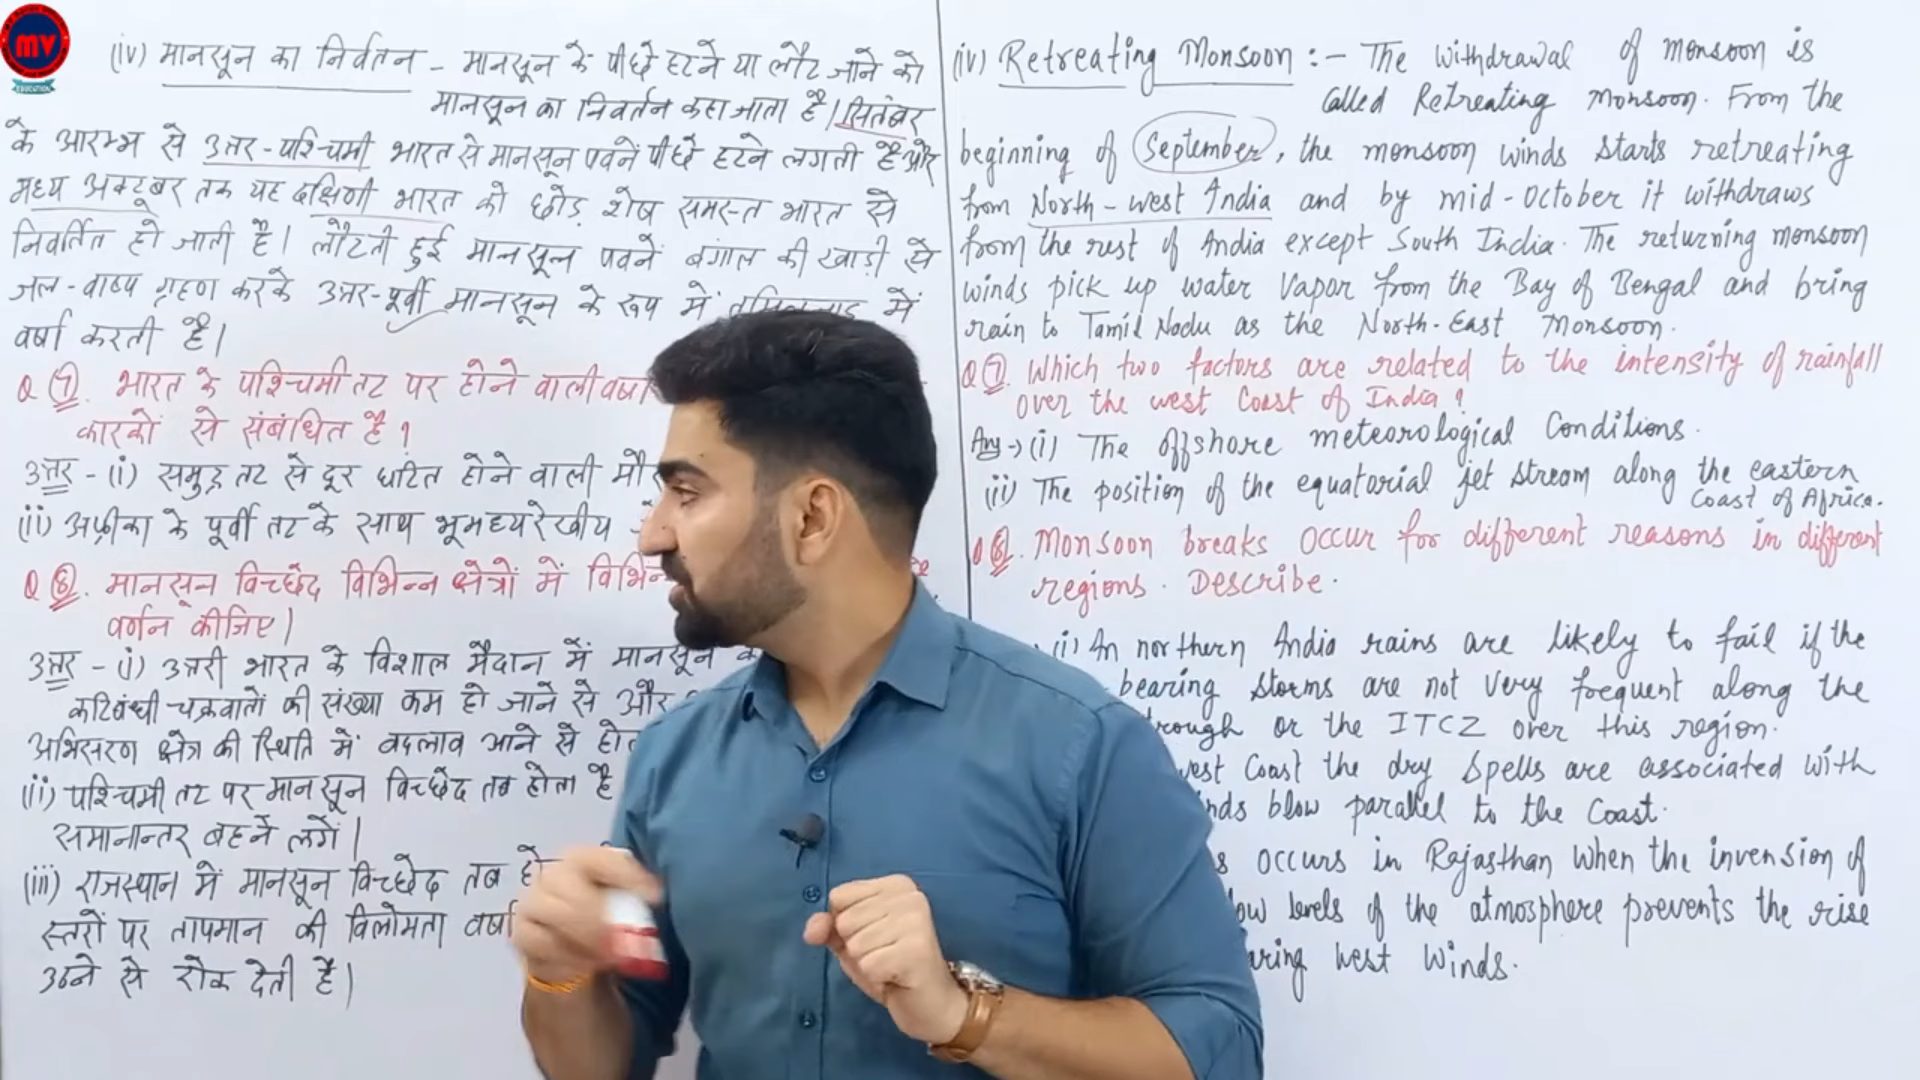 MV
EDUCATION
(iv) मानसून का निर्वतन - मानसून के पीछे हटने या लौट जाने को
मानसून का निवर्तन कहा जाता है। सितंबर
के आरम्भ से उत्तर-पश्चिमी भारत से मानसून पवनें पीछे हटने लगती है और
मध्य अक्टूबर तक यह दक्षिणी भारत को छोड़ शेष समस्त भारत से
निवर्तित हो जाती है। लौटती हुई मानसून पवनें बंगाल की खाड़ी से
जल-वाष्प ग्रहण करके उत्तर-पूर्वी मानसून के रूप में तमिलनाडु में
वर्षा करती है।
Q ⑦. भारत के पश्चिमी तट पर होने वाली वर्षा
कारकों से संबंधित है?
उत्तर - (i) समुद्र तट से दूर घटित होने वाली
(ii) अफ्रीका के पूर्वी तट के साथ भूमध्यरेखीय
Q ⑧. मानसून विच्छेद विभिन्न क्षेत्रों में
वर्णन कीजिए।
उत्तर - (i) उत्तरी भारत के विशाल मैदान में मानसून
कटिबंधी चक्रवातों की संख्या कम हो जाने से और
अभिसरण क्षेत्र की स्थिति में बदलाव आने से
(ii) पश्चिमी तट पर मानसून विच्छेद तब होता है
समानान्तर बहने लगें।
(iii) राजस्थान में मानसून विच्छेद तब
स्तरों पर तापमान की विलोमता वर्षा
उठने से रोक देती है।
(iv) Retreating Monsoon :- The withdrawal of monsoon is
Called Retreating monsoon. From the
beginning of September, the monsoon winds starts retreating
from North-west India and by mid-October it withdraws
from the rest of India except South India. The returning monsoon
winds pick up water vapor from the Bay of Bengal and bring
rain to Tamil Nadu as the North-East Monsoon.
Q ⑦. Which two factors are related to the intensity of rainfall
over the west Coast of India?
Ans → (i) The offshore meteorological Conditions.
(ii) The position of the equatorial jet stream along the eastern
Coast of Africa.
Q ⑧. Monsoon breaks occur for different reasons in different
regions. Describe.
(i) In northern India rains are likely to fail if the
bearing storms are not very frequent along the
or the ITCZ over this region.
Coast the dry spells are associated with
blow parallel to the Coast.
occurs in Rajasthan when the invension of
levels of the atmosphere prevents the rise
west winds.